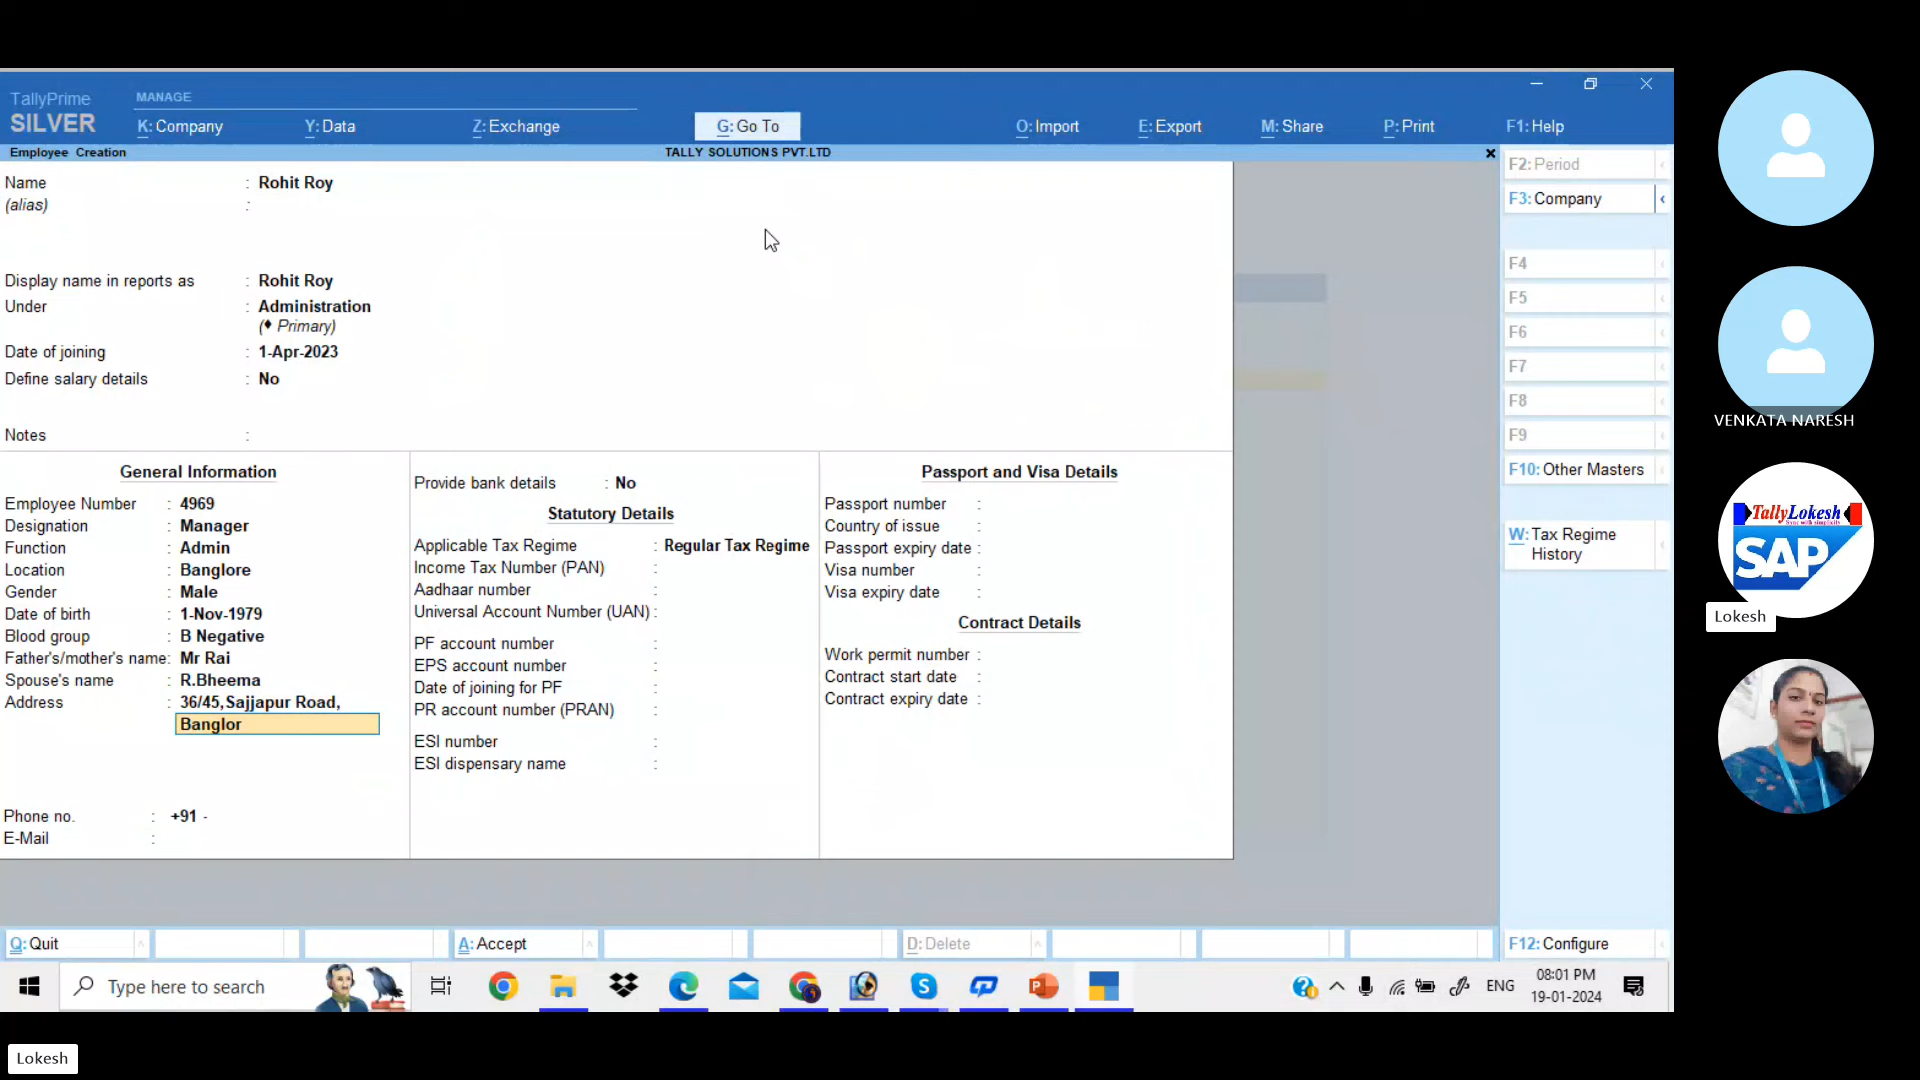 TallyPrime
SILVER
MANAGE
K: Company
Y: Data
Z: Exchange
G: Go To
O: Import
E: Export
M: Share
P: Print
F1: Help
Employee Creation
TALLY SOLUTIONS PVT.LTD
Name : Rohit Roy
(alias) :
Display name in reports as : Rohit Roy
Under : Administration
(♦ Primary)
Date of joining : 1-Apr-2023
Define salary details : No
Notes :
General Information
Employee Number : 4969
Designation : Manager
Function : Admin
Location : Banglore
Gender : Male
Date of birth : 1-Nov-1979
Blood group : B Negative
Father's/mother's name: Mr Rai
Spouse's name : R.Bheema
Address : 36/45,Sajjapur Road,
Banglor
Phone no. : +91 -
E-Mail :
Provide bank details : No
Statutory Details
Applicable Tax Regime : Regular Tax Regime
Income Tax Number (PAN) :
Aadhaar number :
Universal Account Number (UAN) :
PF account number :
EPS account number :
Date of joining for PF :
PR account number (PRAN) :
ESI number :
ESI dispensary name :
Passport and Visa Details
Passport number :
Country of issue :
Passport expiry date :
Visa number :
Visa expiry date :
Contract Details
Work permit number :
Contract start date :
Contract expiry date :
F2: Period
F3: Company
F4
F5
F6
F7
F8
F9
F10: Other Masters
W: Tax Regime
History
F12: Configure
Q: Quit
A: Accept
D: Delete
Type here to search
ENG
08:01 PM
19-01-2024
VENKATA NARESH
TallyLokesh
Sync with simplicity
SAP
Lokesh
Lokesh